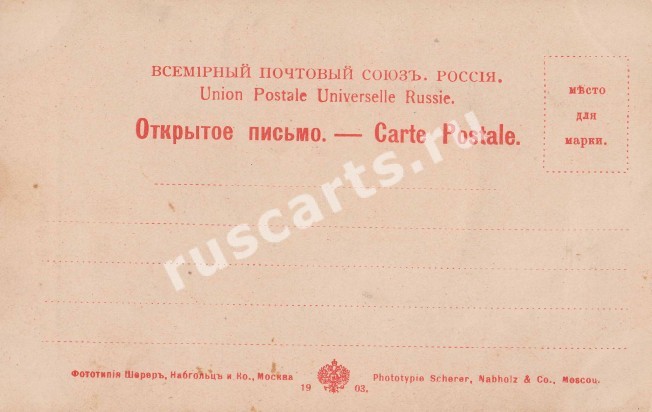 ВСЕМІРНЫЙ ПОЧТОВЫЙ СОЮЗЪ. РОССІЯ.
Union Postale Universelle Russie.
Открытое письмо. — Carte Postale.
мѣсто
для
марки.
ruscarts.ru
Фототипія Шереръ, Набгольцъ и Ко., Москва
Phototypie Scherer, Nabholz & Co., Moscou.
19 03.